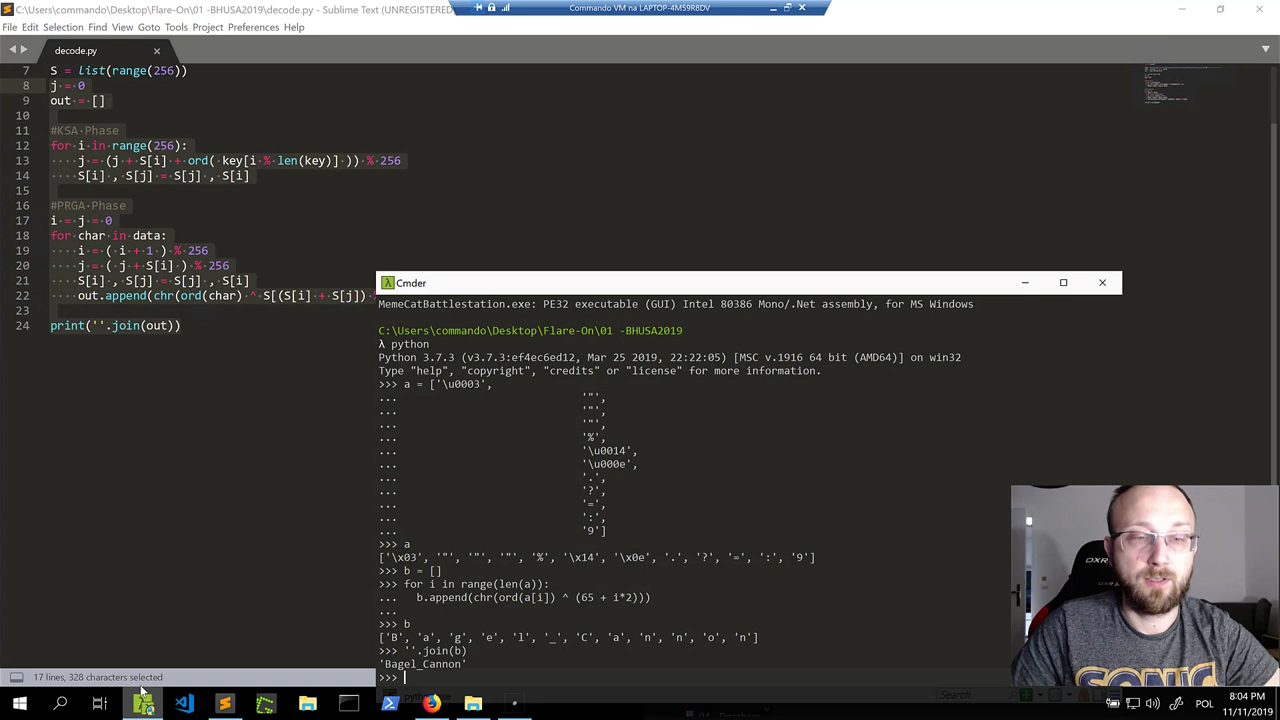 C:\Users\commando\Desktop\Flare-On\01 -BHUSA2019\decode.py - Sublime Text (UNREGISTERED
Commando VM na LAPTOP-4M59R8DV
File Edit Selection Find View Goto Tools Project Preferences Help
decode.py
7 S = list(range(256))
8 j = 0
9 out = []
10
11 #KSA Phase
12 for i in range(256):
13 j = (j + S[i] + ord( key[i % len(key)] )) % 256
14 S[i] , S[j] = S[j] , S[i]
15
16 #PRGA Phase
17 i = j = 0
18 for char in data:
19 i = ( i + 1 ) % 256
20 j = ( j + S[i] ) % 256
21 S[i] , S[j] = S[j] , S[i]
22 out.append(chr(ord(char) ^ S[(S[i] + S[j])
23
24 print(''.join(out))
Cmder
MemeCatBattlestation.exe: PE32 executable (GUI) Intel 80386 Mono/.Net assembly, for MS Windows
C:\Users\commando\Desktop\Flare-On\01 -BHUSA2019
λ python
Python 3.7.3 (v3.7.3:ef4ec6ed12, Mar 25 2019, 22:22:05) [MSC v.1916 64 bit (AMD64)] on win32
Type "help", "copyright", "credits" or "license" for more information.
>>> a = ['\u0003',
... '"',
... '"',
... '"',
... '%',
... '\u0014',
... '\u000e',
... '.',
... '?',
... '=',
... ':',
... '9']
>>> a
['\x03', '"', '"', '"', '%', '\x14', '\x0e', '.', '?', '=', ':', '9']
>>> b = []
>>> for i in range(len(a)):
... b.append(chr(ord(a[i]) ^ (65 + i*2)))
...
>>> b
['B', 'a', 'g', 'e', 'l', '_', 'C', 'a', 'n', 'n', 'o', 'n']
>>> ''.join(b)
'Bagel_Cannon'
>>>
17 lines, 328 characters selected
Search
DXR
SONIC
POL
8:04 PM
11/11/2019